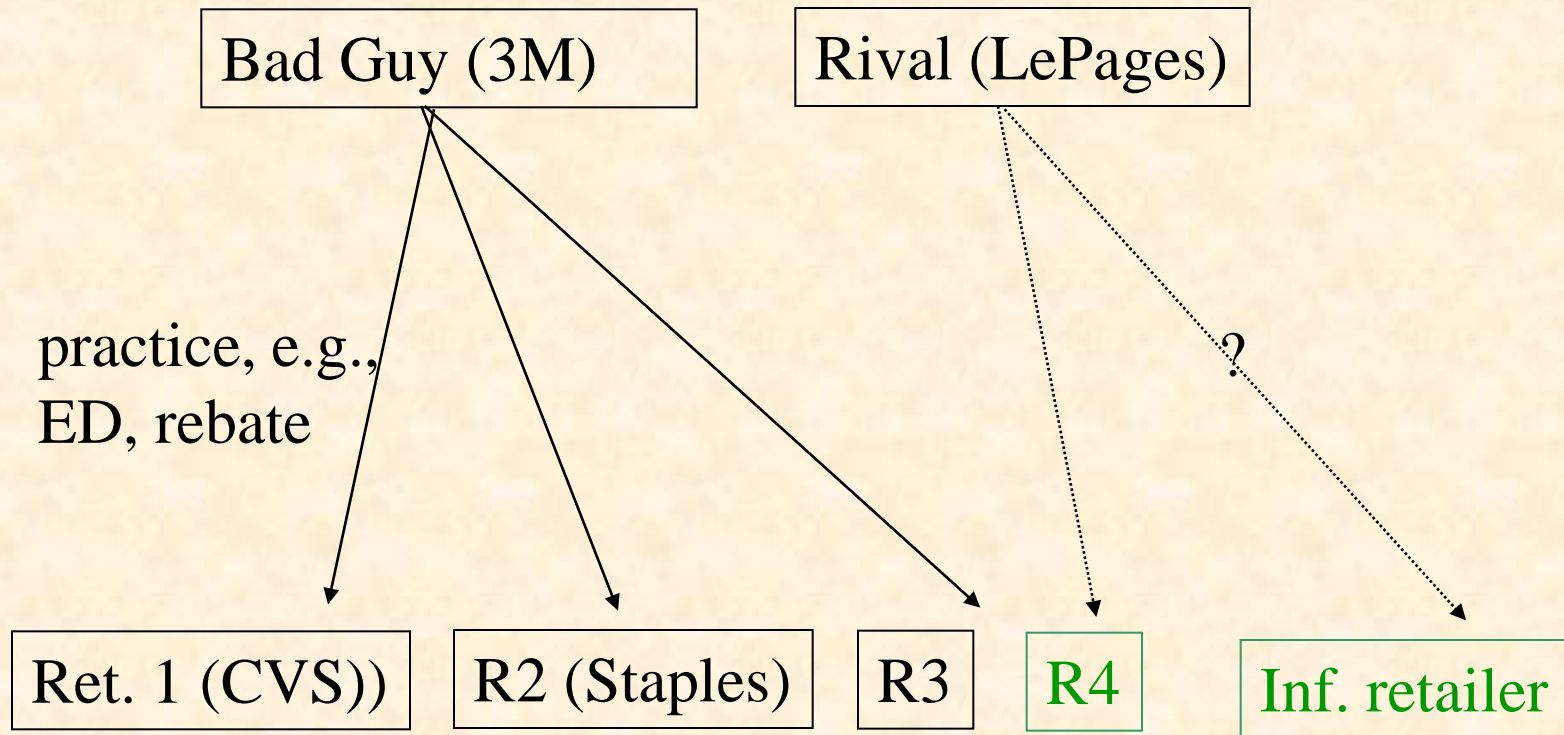 Bad Guy (3M)
Rival (LePages)
practice, e.g.,
ED, rebate
?
Ret. 1 (CVS))
R2 (Staples)
R3
R4
Inf. retailer